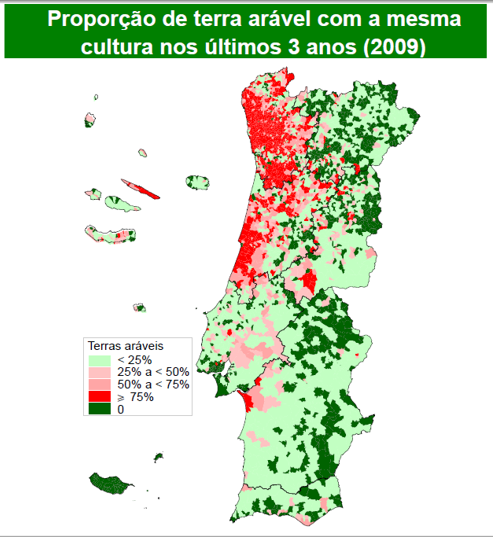 Proporção de terra arável com a mesma
cultura nos últimos 3 anos (2009)
Terras aráveis
< 25%
25% a < 50%
50% a < 75%
⩾ 75%
0